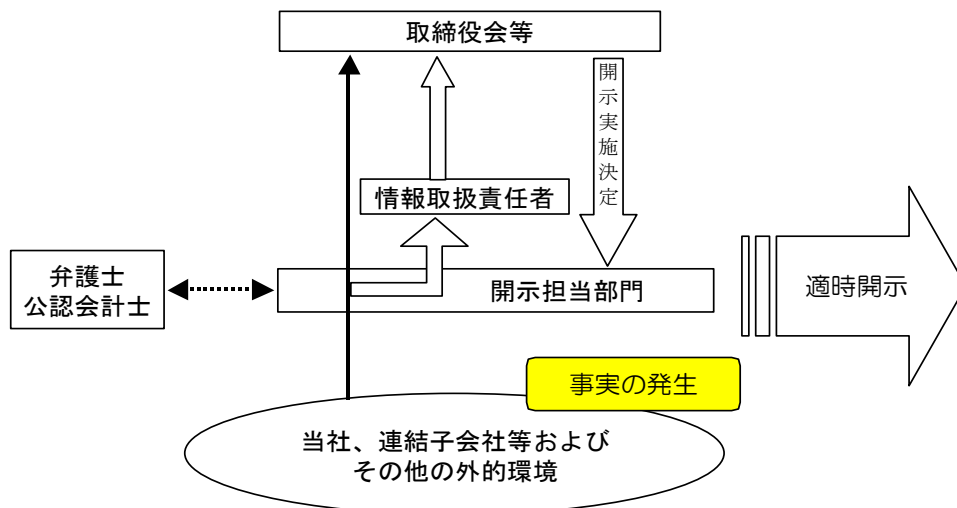 取締役会等
開示実施決定
情報取扱責任者
弁護士
公認会計士
開示担当部門
適時開示
事実の発生
当社、連結子会社等および
その他の外的環境